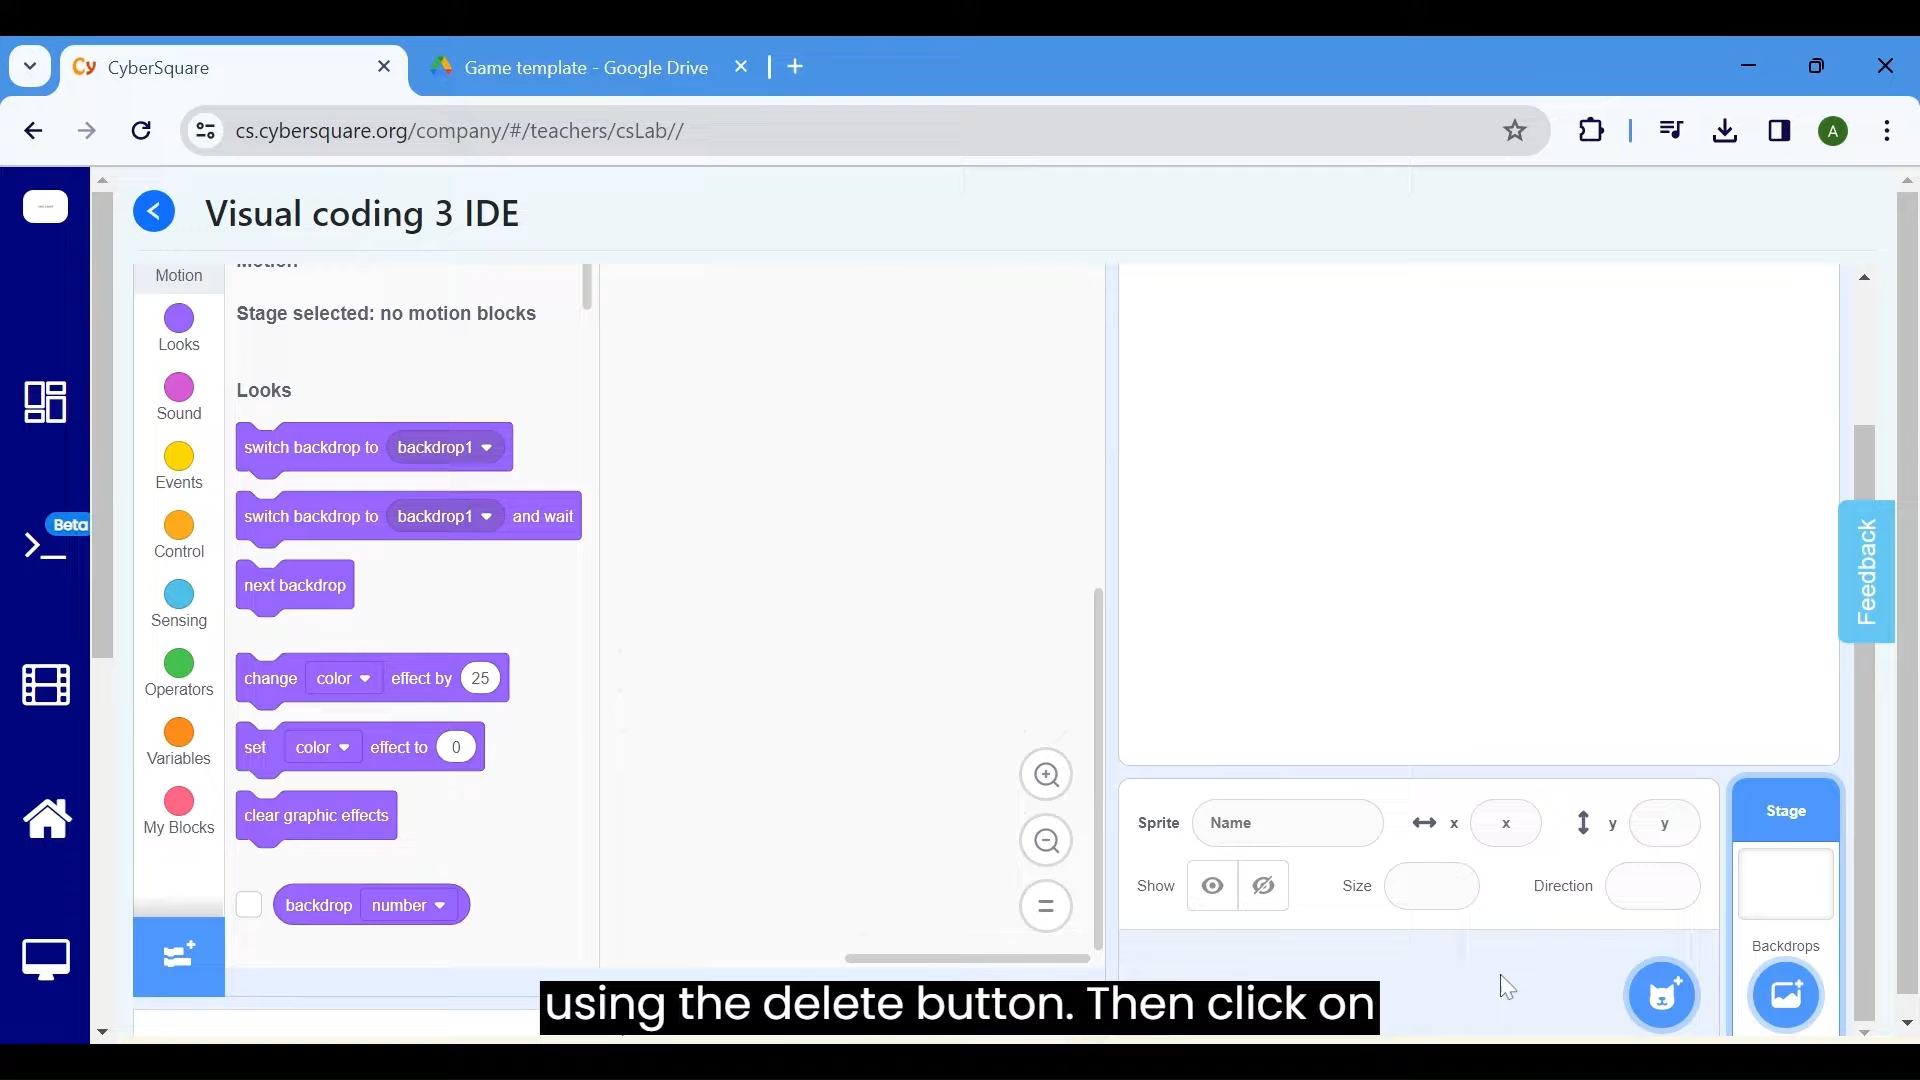 CyberSquare
Game template - Google Drive
cs.cybersquare.org/company/#/teachers/csLab//
A
Visual coding 3 IDE
Motion
Looks
Sound
Events
Control
Sensing
Operators
Variables
My Blocks
Beta
Motion
Stage selected: no motion blocks
Looks
switch backdrop to backdrop1
switch backdrop to backdrop1 and wait
next backdrop
change color effect by 25
set color effect to 0
clear graphic effects
backdrop number
Feedback
Sprite Name x x y y
Show Size Direction
Stage
Backdrops
using the delete button. Then click on